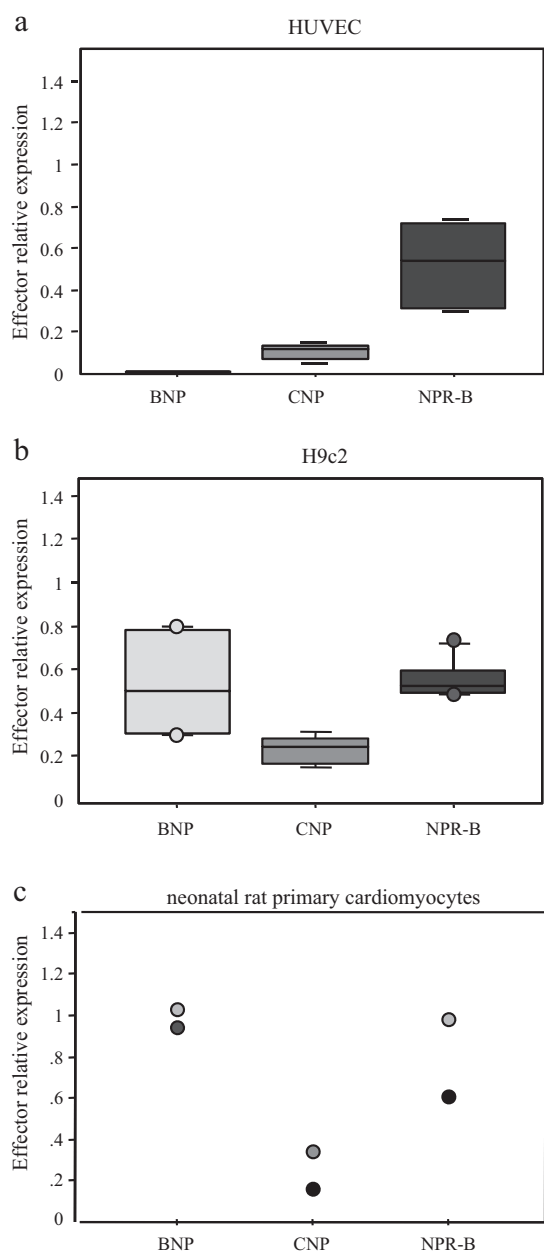 a
HUVEC
Effector relative expression
1.4
1.2
1
0.8
0.6
0.4
0.2
0
BNP CNP NPR-B
b
H9c2
Effector relative expression
1.4
1.2
1
0.8
0.6
0.4
0.2
0
BNP CNP NPR-B
c
neonatal rat primary cardiomyocytes
Effector relative expression
1.4
1.2
1
.8
.6
.4
.2
0
BNP CNP NPR-B